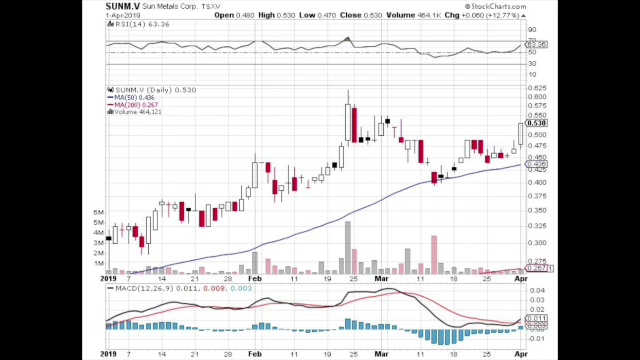 SUNM.V Sun Metals Corp. TSXV ©StockCharts.com
1-Apr-2019 Open 0.480 High 0.530 Low 0.470 Close 0.530 Volume 464.1K Chg +0.060 (+12.77%)
RSI(14) 63.36
90
70
63.36
50
30
10
SUNM.V (Daily) 0.530
MA(50) 0.436
MA(200) 0.267
Volume 464,121
0.625
0.600
0.575
0.550
0.530
0.500
0.475
0.450
0.436
0.425
0.400
0.375
0.350
0.325
0.300
0.275
0.267
6M
5M
4M
3M
2M
1M
2019 7 14 21 28 Feb 11 19 25 Mar 11 18 25 Apr
MACD(12,26,9) 0.011, 0.008, 0.003
0.04
0.03
0.02
0.011
0.00
-0.01
2019 7 14 21 28 Feb 11 19 25 Mar 11 18 25 Apr